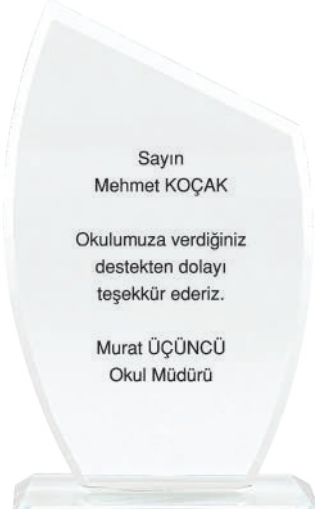 Sayın
Mehmet KOÇAK
Okulumuza verdiğiniz
destekten dolayı
teşekkür ederiz.
Murat ÜÇÜNCÜ
Okul Müdürü